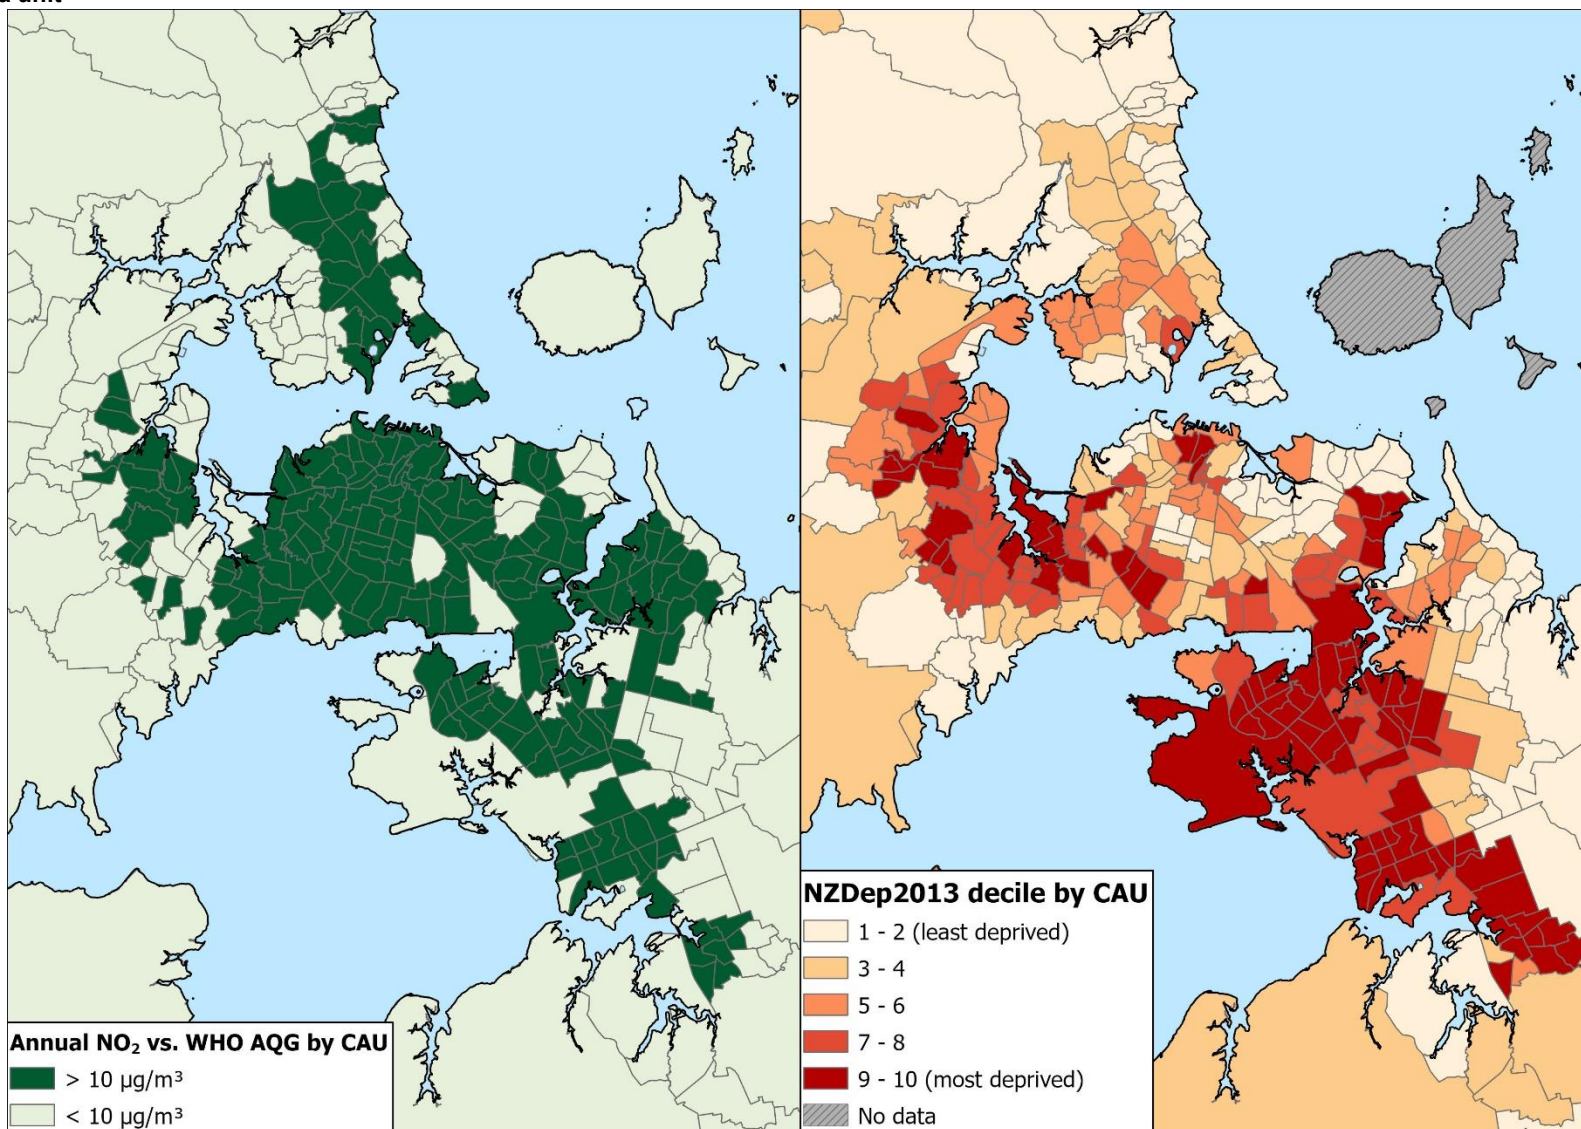 a unit
Annual NO₂ vs. WHO AQG by CAU
> 10 µg/m³
< 10 µg/m³
NZDep2013 decile by CAU
1 - 2 (least deprived)
3 - 4
5 - 6
7 - 8
9 - 10 (most deprived)
No data